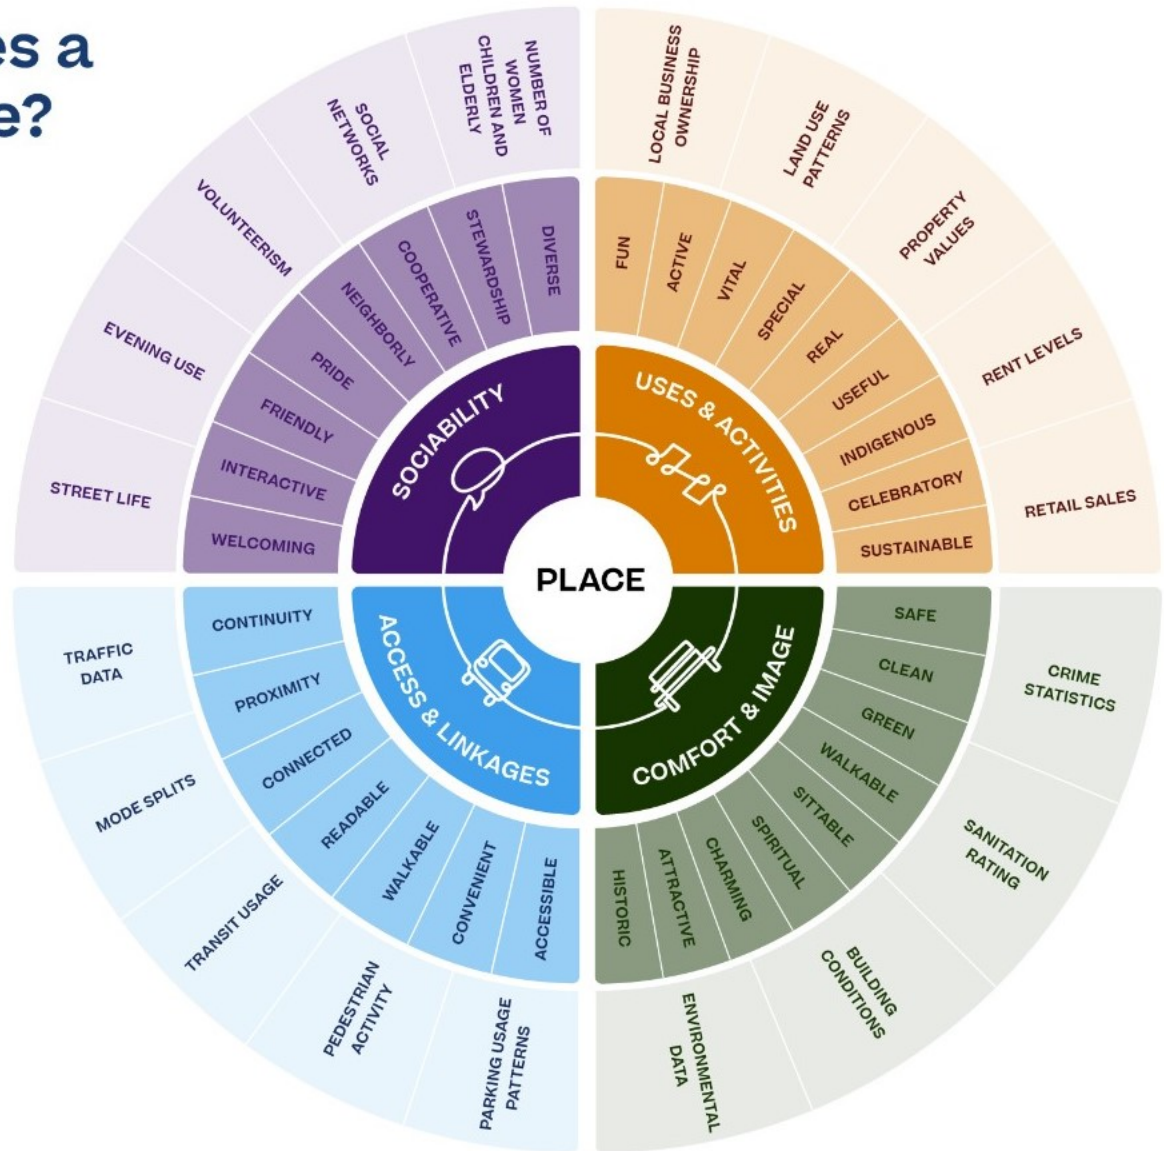 es a
e?
NUMBER OF
WOMEN
CHILDREN AND
ELDERLY
SOCIAL
NETWORKS
VOLUNTEERISM
EVENING USE
STREET LIFE
DIVERSE
STEWARDSHIP
COOPERATIVE
NEIGHBORLY
PRIDE
FRIENDLY
INTERACTIVE
WELCOMING
SOCIABILITY
LOCAL BUSINESS
OWNERSHIP
LAND USE
PATTERNS
PROPERTY
VALUES
RENT LEVELS
RETAIL SALES
FUN
ACTIVE
VITAL
SPECIAL
REAL
USEFUL
INDIGENOUS
CELEBRATORY
SUSTAINABLE
USES & ACTIVITIES
PLACE
ACCESS & LINKAGES
CONTINUITY
PROXIMITY
CONNECTED
READABLE
WALKABLE
CONVENIENT
ACCESSIBLE
TRAFFIC
DATA
MODE SPLITS
TRANSIT USAGE
PEDESTRIAN
ACTIVITY
PARKING USAGE
PATTERNS
COMFORT & IMAGE
SAFE
CLEAN
GREEN
WALKABLE
SITTABLE
SPIRITUAL
CHARMING
ATTRACTIVE
HISTORIC
CRIME
STATISTICS
SANITATION
RATING
BUILDING
CONDITIONS
ENVIRONMENTAL
DATA